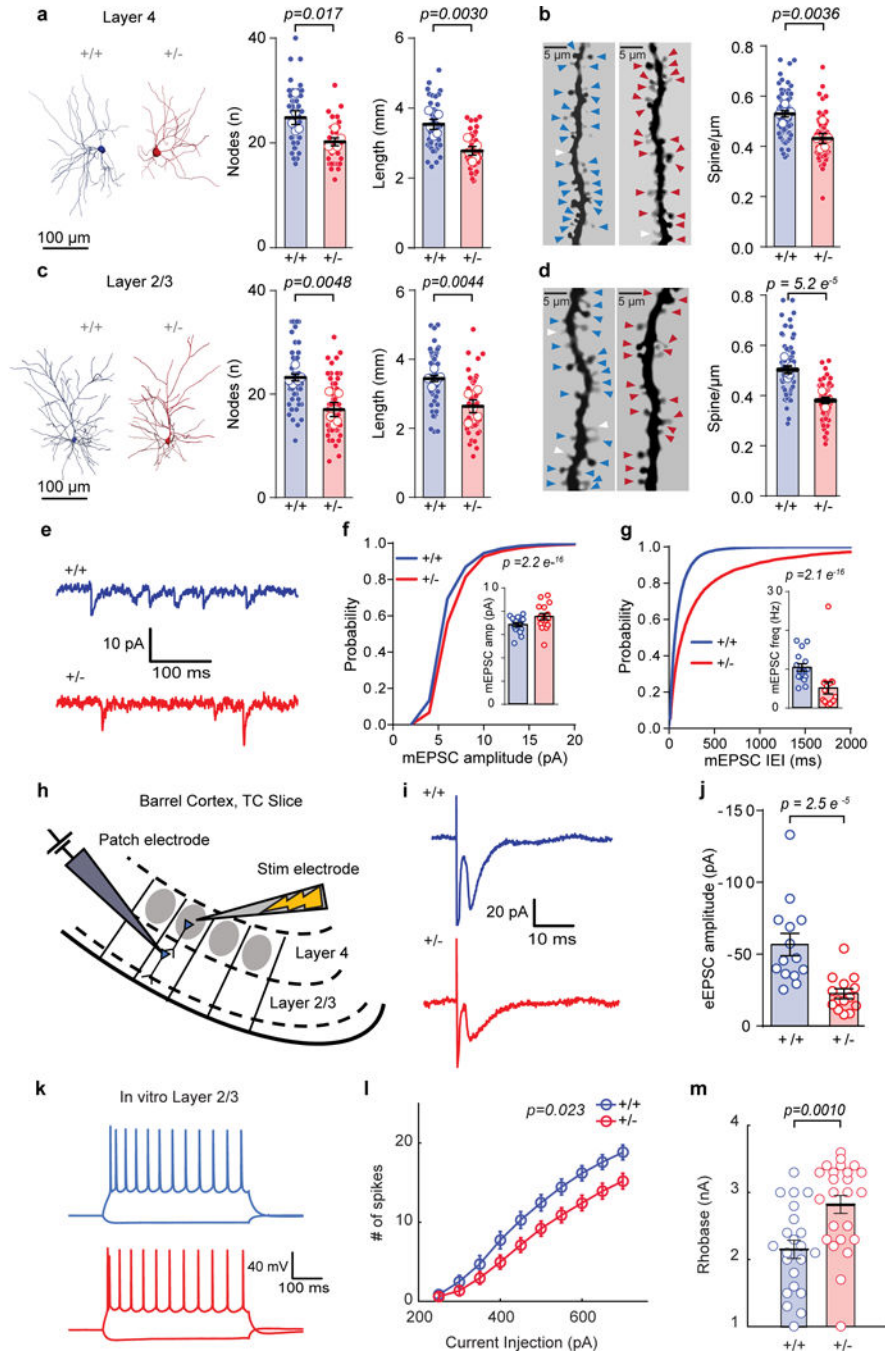 a
Layer 4
+/+
+/-
100 µm
Nodes (n)
40
20
0
p=0.017
+/+
+/-
Length (mm)
6
4
2
0
p=0.0030
+/+
+/-
b
5 µm
5 µm
Spine/µm
0.8
0.6
0.4
0.2
0.0
p=0.0036
+/+
+/-
c
Layer 2/3
+/+
+/-
100 µm
Nodes (n)
40
20
0
p=0.0048
+/+
+/-
Length (mm)
6
4
2
0
p=0.0044
+/+
+/-
d
5 µm
5 µm
Spine/µm
0.8
0.6
0.4
0.2
0.0
p = 5.2 e-5
+/+
+/-
e
+/+
10 pA
100 ms
+/-
f
+/+
+/-
p =2.2 e-16
Probability
1.0
0.8
0.6
0.4
0.2
0.0
mEPSC amp (pA)
10
5
0
0
5
10
15
20
mEPSC amplitude (pA)
g
p =2.1 e-16
Probability
1.0
0.8
0.6
0.4
0.2
0.0
+/+
+/-
mEPSC freq (Hz)
30
15
0
0
500
1000
1500
2000
mEPSC IEI (ms)
h
Barrel Cortex, TC Slice
Patch electrode
Stim electrode
Layer 4
Layer 2/3
i
+/+
20 pA
10 ms
+/-
j
p = 2.5 e -5
eEPSC amplitude (pA)
-150
-100
-50
0
+/+
+/-
k
In vitro Layer 2/3
40 mV
100 ms
l
p=0.023
+/+
+/-
# of spikes
20
10
0
200
400
600
Current Injection (pA)
m
p=0.0010
Rhobase (nA)
4
3
2
1
+/+
+/-